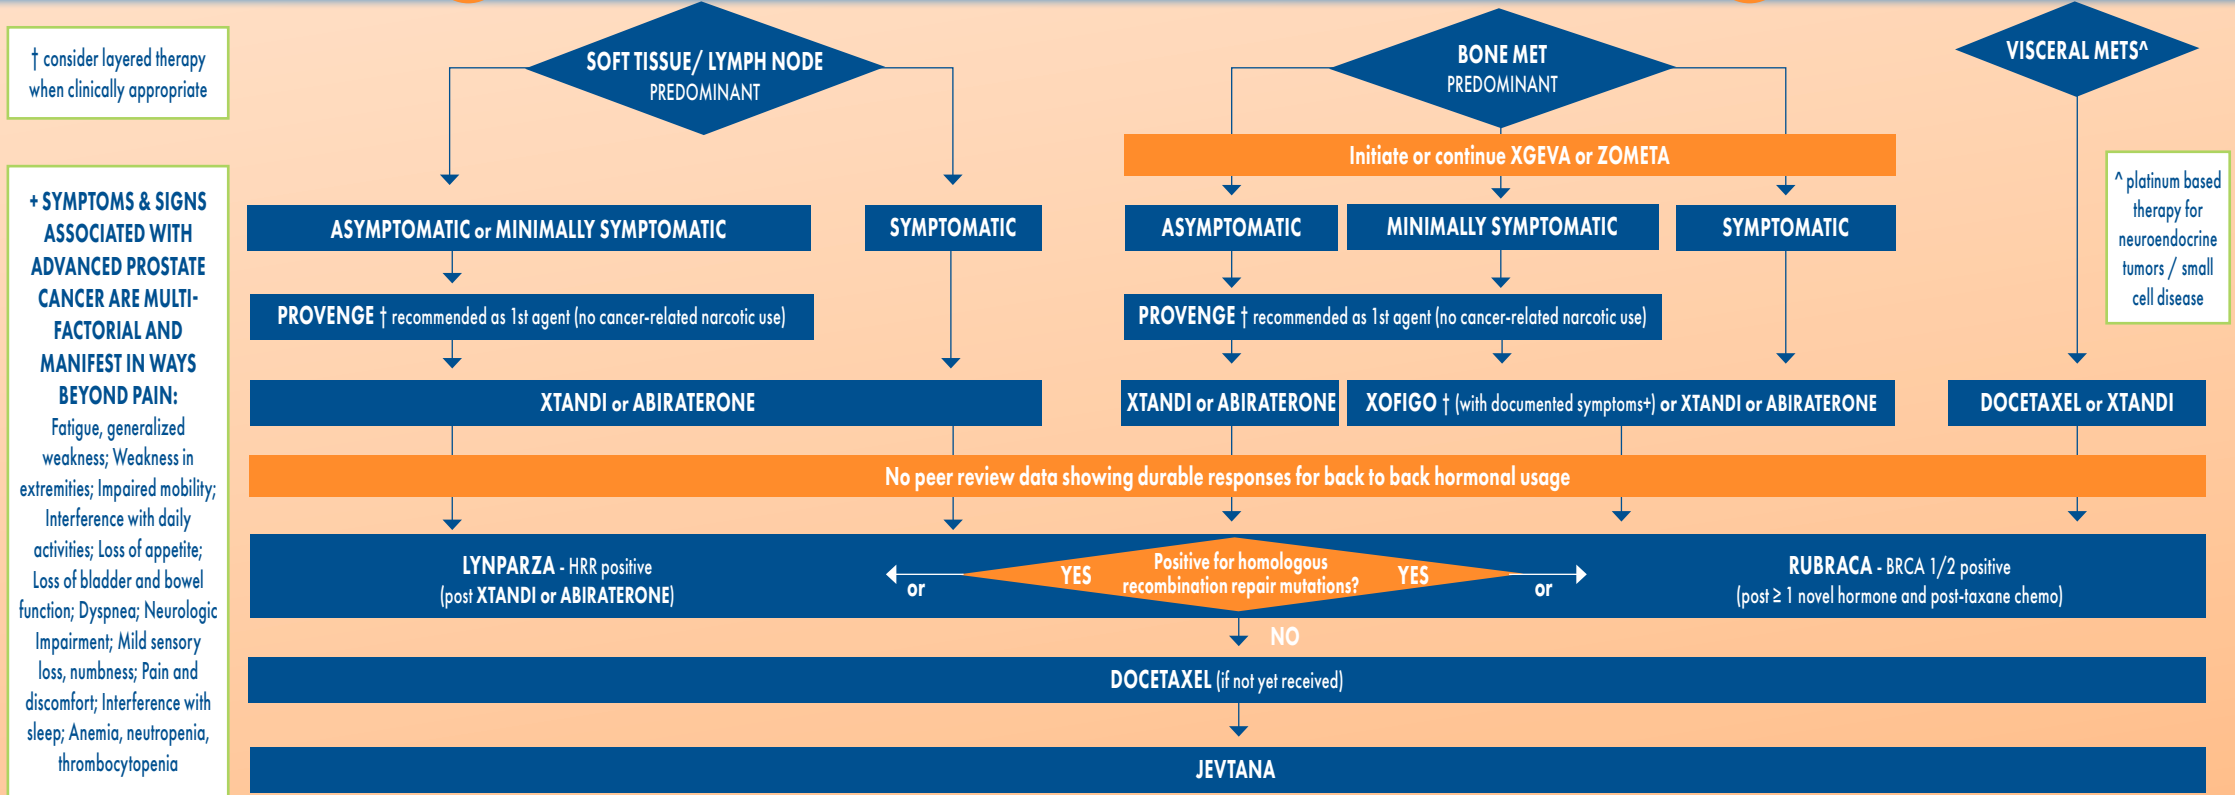 † consider layered therapy
when clinically appropriate
+ SYMPTOMS & SIGNS
ASSOCIATED WITH
ADVANCED PROSTATE
CANCER ARE MULTI-
FACTORIAL AND
MANIFEST IN WAYS
BEYOND PAIN:
Fatigue, generalized
weakness; Weakness in
extremities; Impaired mobility;
Interference with daily
activities; Loss of appetite;
Loss of bladder and bowel
function; Dyspnea; Neurologic
Impairment; Mild sensory
loss, numbness; Pain and
discomfort; Interference with
sleep; Anemia, neutropenia,
thrombocytopenia
SOFT TISSUE/ LYMPH NODE
PREDOMINANT
BONE MET
PREDOMINANT
VISCERAL METS^
Initiate or continue XGEVA or ZOMETA
^ platinum based
therapy for
neuroendocrine
tumors / small
cell disease
ASYMPTOMATIC or MINIMALLY SYMPTOMATIC
SYMPTOMATIC
ASYMPTOMATIC
MINIMALLY SYMPTOMATIC
SYMPTOMATIC
PROVENGE † recommended as 1st agent (no cancer-related narcotic use)
PROVENGE † recommended as 1st agent (no cancer-related narcotic use)
XTANDI or ABIRATERONE
XTANDI or ABIRATERONE
XOFIGO † (with documented symptoms+) or XTANDI or ABIRATERONE
DOCETAXEL or XTANDI
No peer review data showing durable responses for back to back hormonal usage
LYNPARZA - HRR positive
(post XTANDI or ABIRATERONE)
or
YES
Positive for homologous
recombination repair mutations?
YES
or
RUBRACA - BRCA 1/2 positive
(post ≥ 1 novel hormone and post-taxane chemo)
NO
DOCETAXEL (if not yet received)
JEVTANA